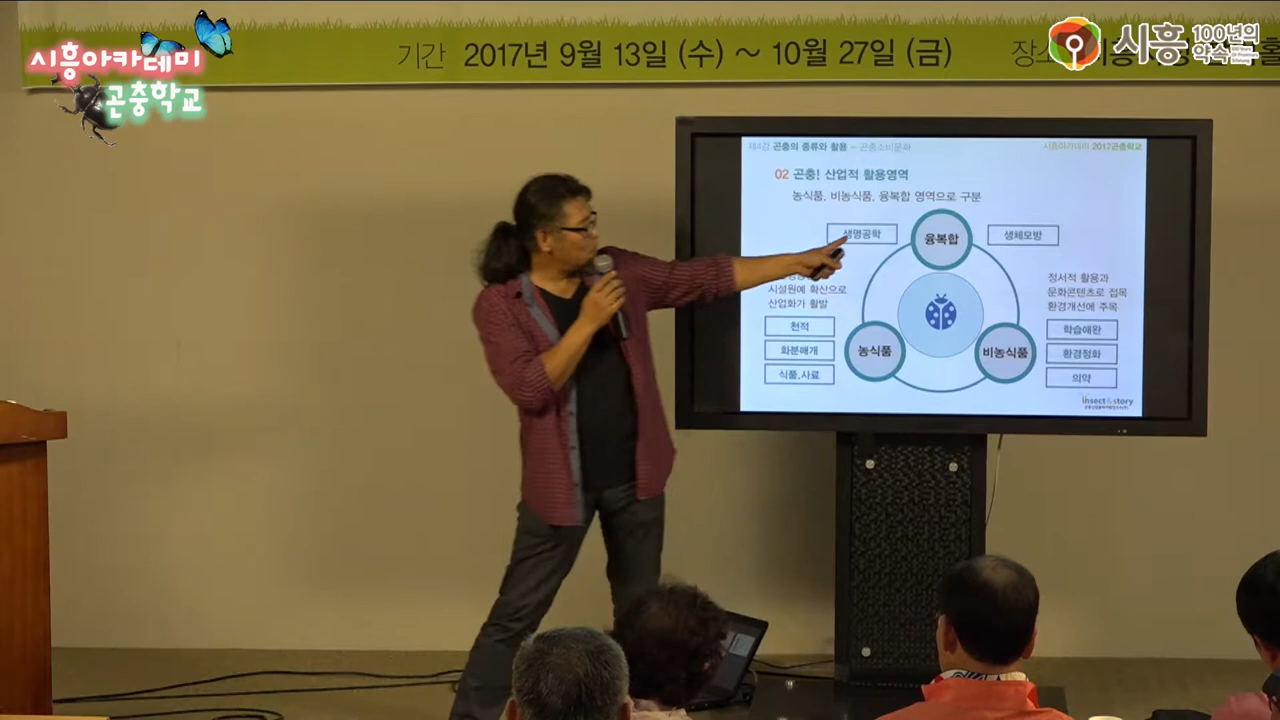 시흥아카데미
곤충학교
기간 2017년 9월 13일 (수) ~ 10월 27일 (금)
시흥 100년의 약속
제4강 곤충의 종류와 활용 - 곤충소비문화
시흥아카데미 2017곤충학교
02 곤충! 산업적 활용영역
농식품, 비농식품, 융복합 영역으로 구분
생명공학
융복합
생체모방
시설원예 확산으로
산업화가 활발
천적
화분매개
식품,사료
정서적 활용과
문화콘텐츠로 접목
환경개선에 주목
학습애완
환경정화
의약
농식품
비농식품
insect&story